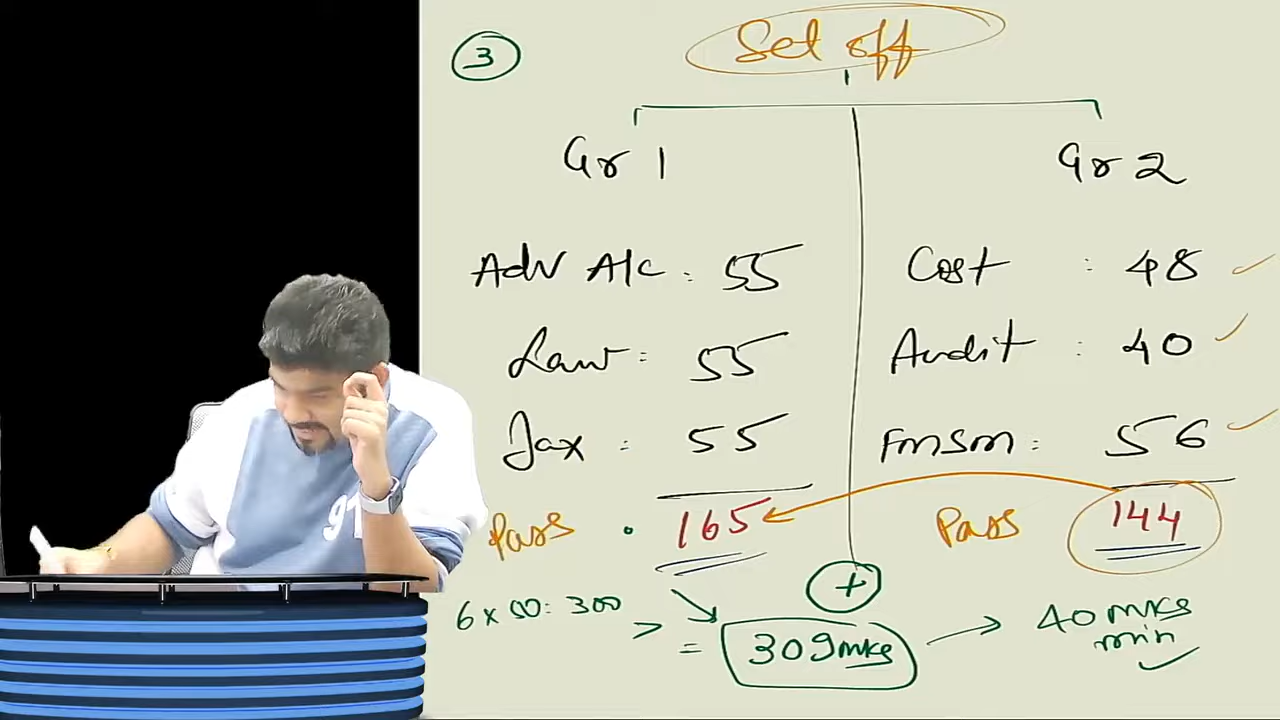 3
Set off
Gr 1
Gr 2
Adv A/c : 55
Cost : 48 ✓
Law : 55
Audit : 40 ✓
Tax : 55
FMSM : 56 ✓
Pass . 165
Pass 144
+
6 x 50 : 300 >
= 309 mks → 40 mks
min ✓
91